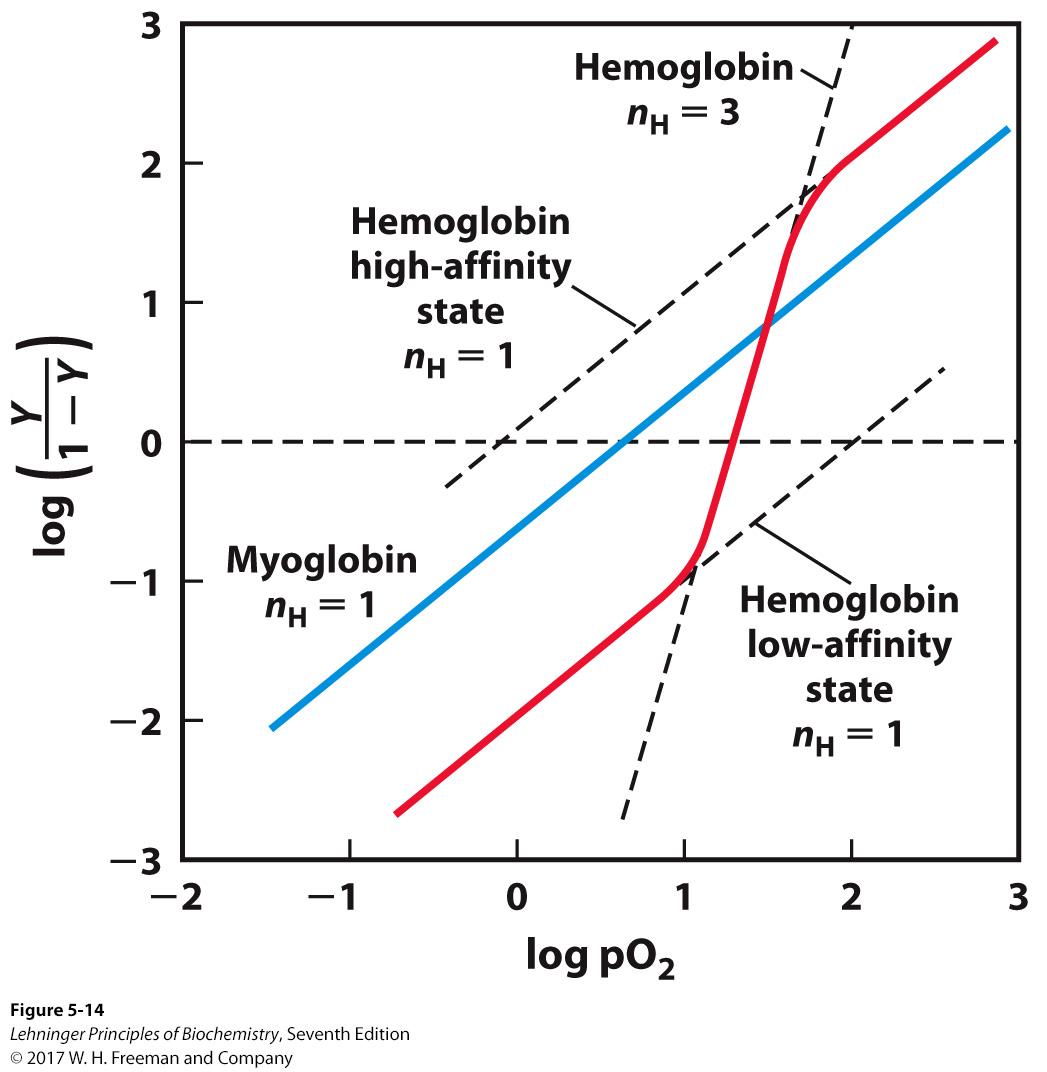 3
Hemoglobin
nH = 3
2
Hemoglobin
high-affinity
state
nH = 1
1
log (Y / 1 − Y)
0
Myoglobin
nH = 1
−1
Hemoglobin
low-affinity
state
nH = 1
−2
−3
−2 −1 0 1 2 3
log pO2
Figure 5-14
Lehninger Principles of Biochemistry, Seventh Edition
© 2017 W. H. Freeman and Company